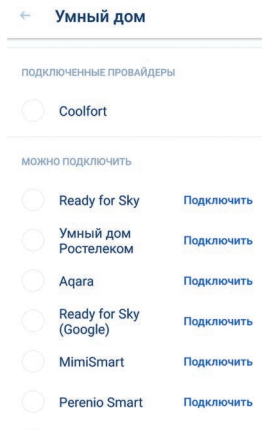 ← Умный дом
ПОДКЛЮЧЕННЫЕ ПРОВАЙДЕРЫ
Coolfort
МОЖНО ПОДКЛЮЧИТЬ
Ready for Sky Подключить
Умный дом
Ростелеком Подключить
Aqara Подключить
Ready for Sky
(Google) Подключить
MimiSmart Подключить
Perenio Smart Подключить